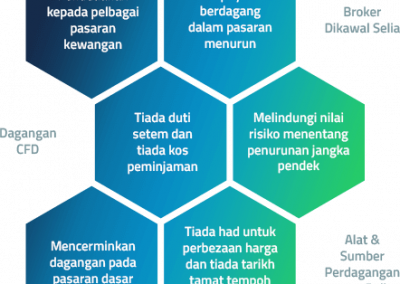 kepada pelbagai
pasaran
kewangan
berdagang
dalam pasaran
menurun
Broker
Dikawal Selia
Dagangan
CFD
Tiada duti
setem dan
tiada kos
peminjaman
Melindungi nilai
risiko menentang
penurunan jangka
pendek
Mencerminkan
dagangan pada
pasaran dasar
Tiada had untuk
perbezaan harga
dan tiada tarikh
tamat tempoh
Alat &
Sumber
Perdagangan